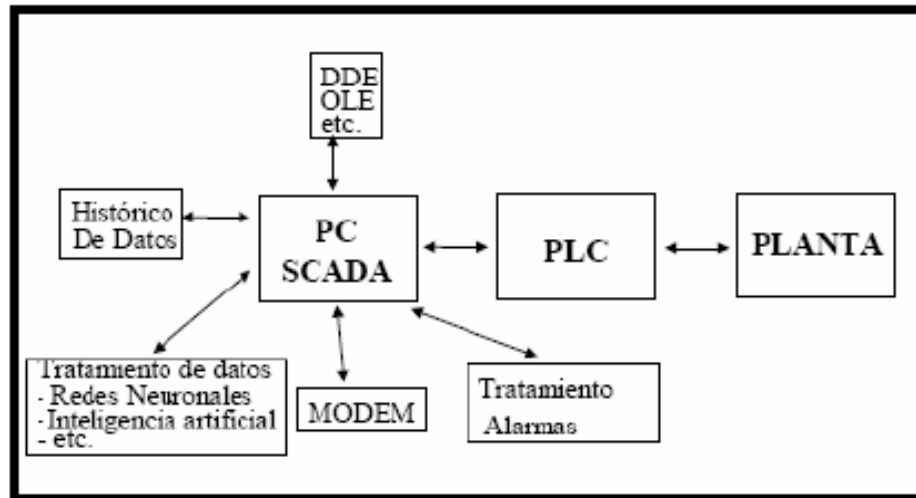 DDE
OLE
etc.
Histórico
De Datos
PC
SCADA
PLC
PLANTA
Tratamiento de datos
- Redes Neuronales
-Inteligencia artificial
- etc.
MODEM
Tratamiento
Alarmas